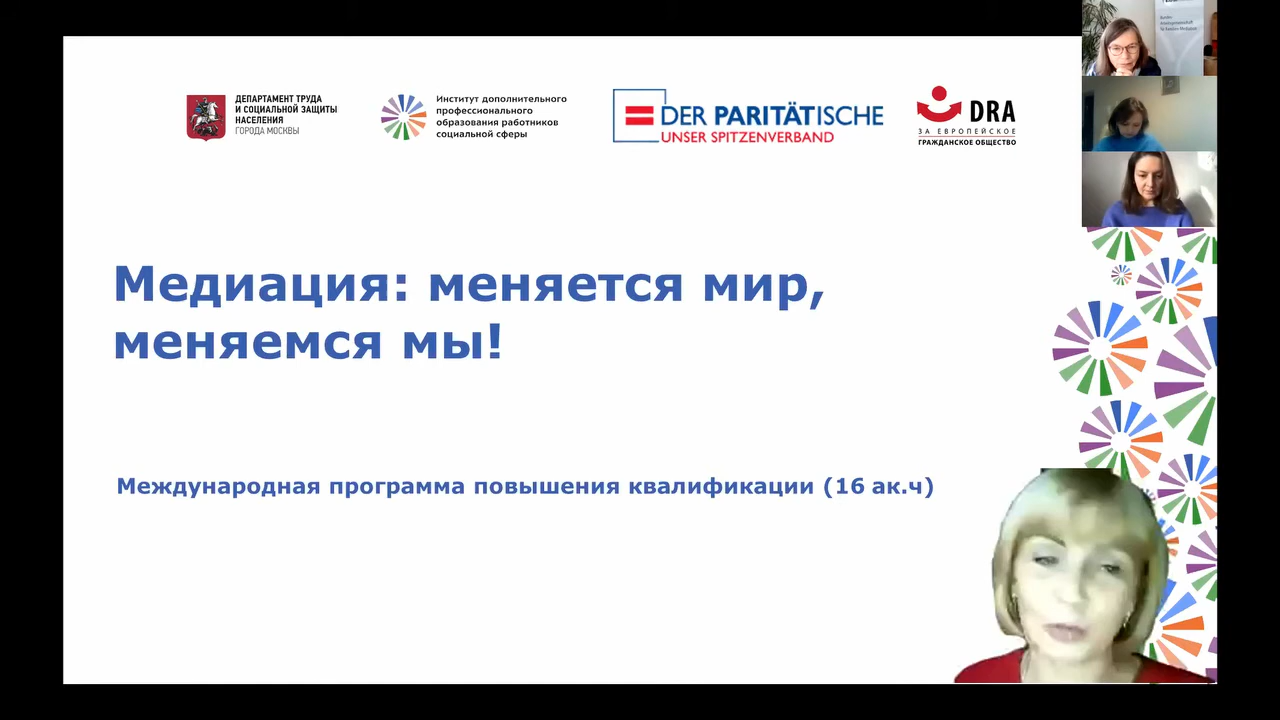 ДЕПАРТАМЕНТ ТРУДА
И СОЦИАЛЬНОЙ ЗАЩИТЫ
НАСЕЛЕНИЯ
ГОРОДА МОСКВЫ
Институт дополнительного
профессионального
образования работников
социальной сферы
DER PARITÄTISCHE
UNSER SPITZENVERBAND
DRA
ЗА ЕВРОПЕЙСКОЕ
ГРАЖДАНСКОЕ ОБЩЕСТВО
Медиация: меняется мир,
меняемся мы!
Международная программа повышения квалификации (16 ак.ч)